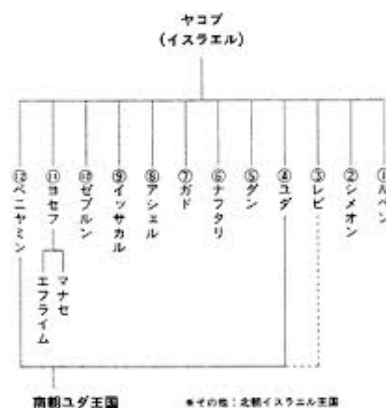 ヤコブ
(イスラエル)
①ルベン
②シメオン
③レビ
④ユダ
⑤ダン
⑥ナフタリ
⑦ガド
⑧アシェル
⑨イッサカル
⑩ゼブルン
⑪ヨセフ
⑫ベニヤミン
マナセ
エフライム
南朝ユダ王国
※その他：北朝イスラエル王国